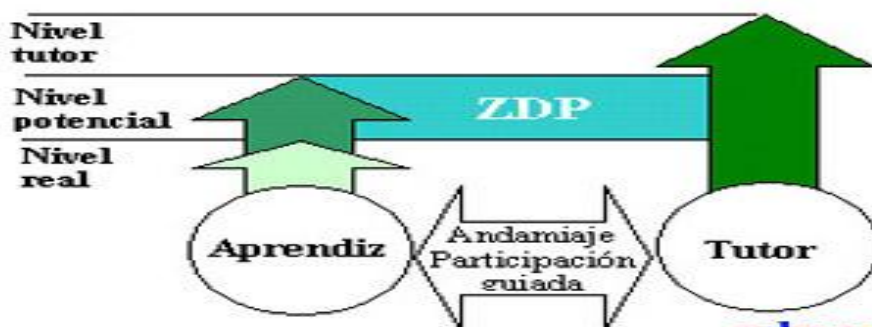 Nivel
tutor
Nivel
potencial
ZDP
Nivel
real
Aprendiz
Andamiaje
Participación
guiada
Tutor